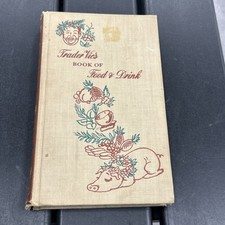 Trader Vic's
BOOK OF
Food & Drink